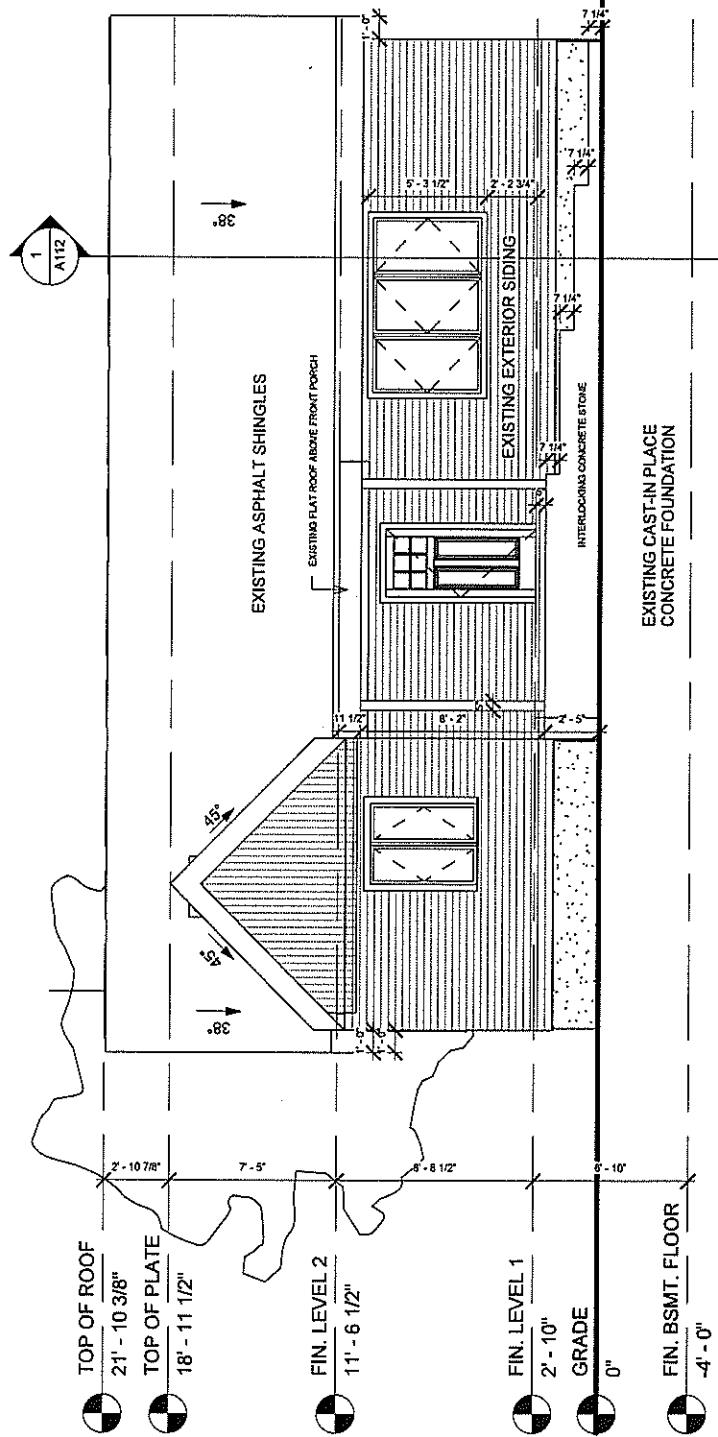 1
A112
EXISTING ASPHALT SHINGLES
EXISTING FLAT ROOF ABOVE FRONT PORCH
38°
38°
45°
45°
TOP OF ROOF
21' - 10 3/8"
TOP OF PLATE
18' - 11 1/2"
FIN. LEVEL 2
11' - 6 1/2"
FIN. LEVEL 1
2' - 10"
GRADE
0"
FIN. BSMT. FLOOR
-4' - 0"
2' - 10 7/8"
7' - 5"
8' - 8 1/2"
6' - 10"
1' - 0"
1' - 0"
11 1/2"
8' - 2"
2' - 5"
5"
5' - 3 1/2"
2' - 2 3/4"
1' - 0"
EXISTING EXTERIOR SIDING
7 1/4"
7 1/4"
7 1/4"
7 1/4"
INTERLOCKING CONCRETE STONE
EXISTING CAST-IN PLACE
CONCRETE FOUNDATION